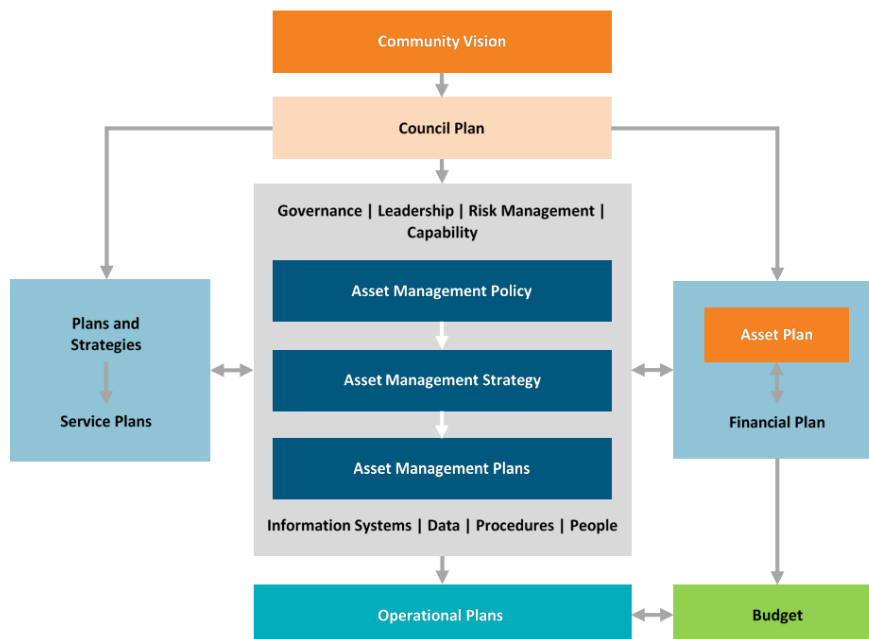 Community Vision
Council Plan
Governance | Leadership | Risk Management |
Capability
Asset Management Policy
Asset Management Strategy
Asset Management Plans
Information Systems | Data | Procedures | People
Plans and
Strategies
Service Plans
Asset Plan
Financial Plan
Operational Plans
Budget